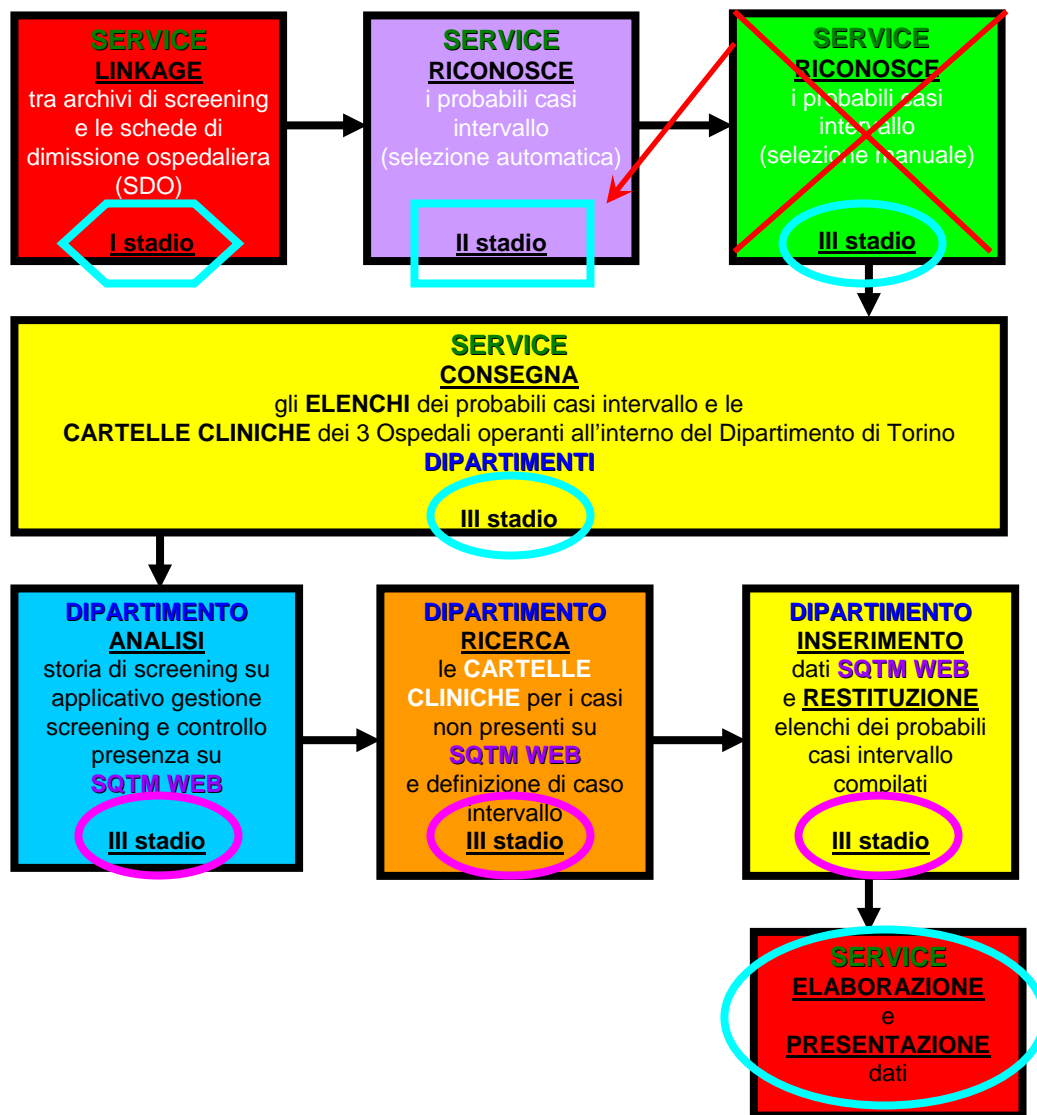 SERVICE
LINKAGE
tra archivi di screening
e le schede di
dimissione ospedaliera
(SDO)
I stadio
SERVICE
RICONOSCE
i probabili casi
intervallo
(selezione automatica)
II stadio
SERVICE
RICONOSCE
i probabili casi
intervallo
(selezione manuale)
III stadio
SERVICE
CONSEGNA
gli ELENCHI dei probabili casi intervallo e le
CARTELLE CLINICHE dei 3 Ospedali operanti all'interno del Dipartimento di Torino
DIPARTIMENTI
III stadio
DIPARTIMENTO
ANALISI
storia di screening su
applicativo gestione
screening e controllo
presenza su
SQTM WEB
III stadio
DIPARTIMENTO
RICERCA
le CARTELLE
CLINICHE per i casi
non presenti su
SQTM WEB
e definizione di caso
intervallo
III stadio
DIPARTIMENTO
INSERIMENTO
dati SQTM WEB
e RESTITUZIONE
elenchi dei probabili
casi intervallo
compilati
III stadio
SERVICE
ELABORAZIONE
e
PRESENTAZIONE
dati